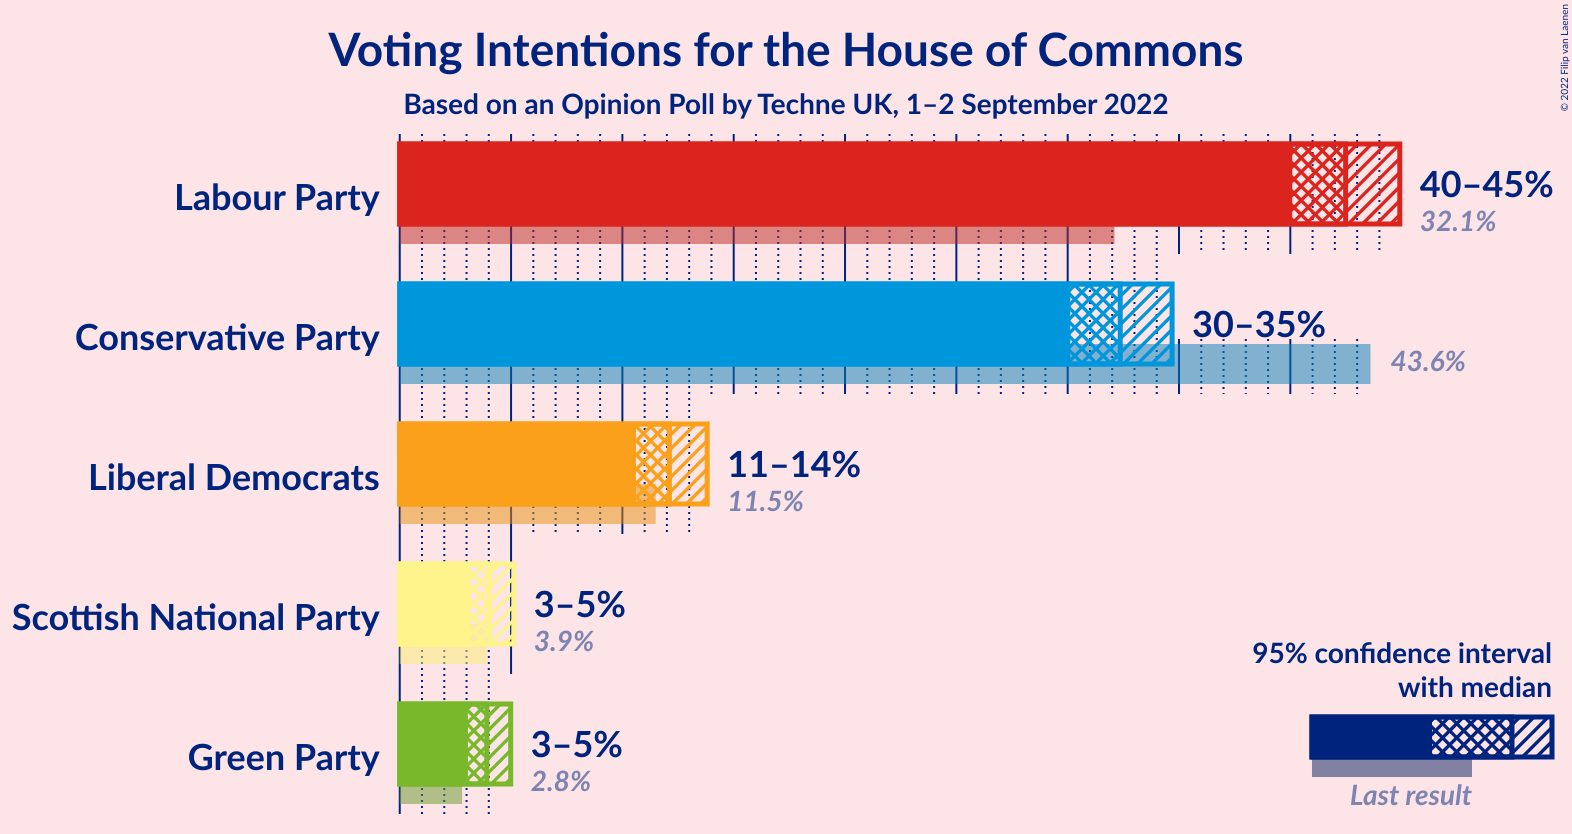 Voting Intentions for the House of Commons
Based on an Opinion Poll by Techne UK, 1–2 September 2022
© 2022 Filip van Laenen
Labour Party
40–45%
32.1%
Conservative Party
30–35%
43.6%
Liberal Democrats
11–14%
11.5%
Scottish National Party
3–5%
3.9%
Green Party
3–5%
2.8%
95% confidence interval
with median
Last result